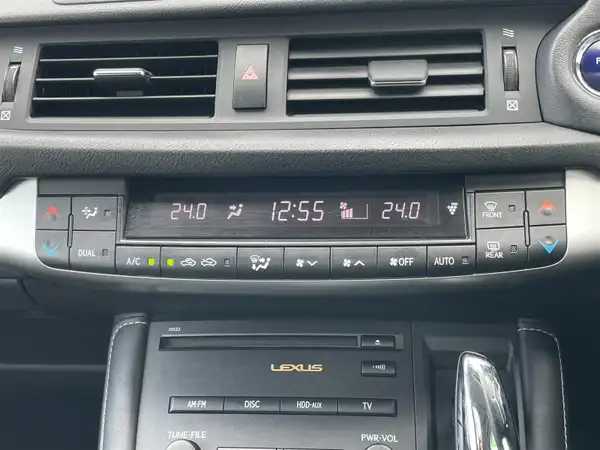 24.0 12:55 24.0
FRONT
DUAL
A/C
OFF
AUTO
REAR
10523
LEXUS
AM·FM
DISC
HDD·AUX
TV
TUNE·FILE
PWR·VOL